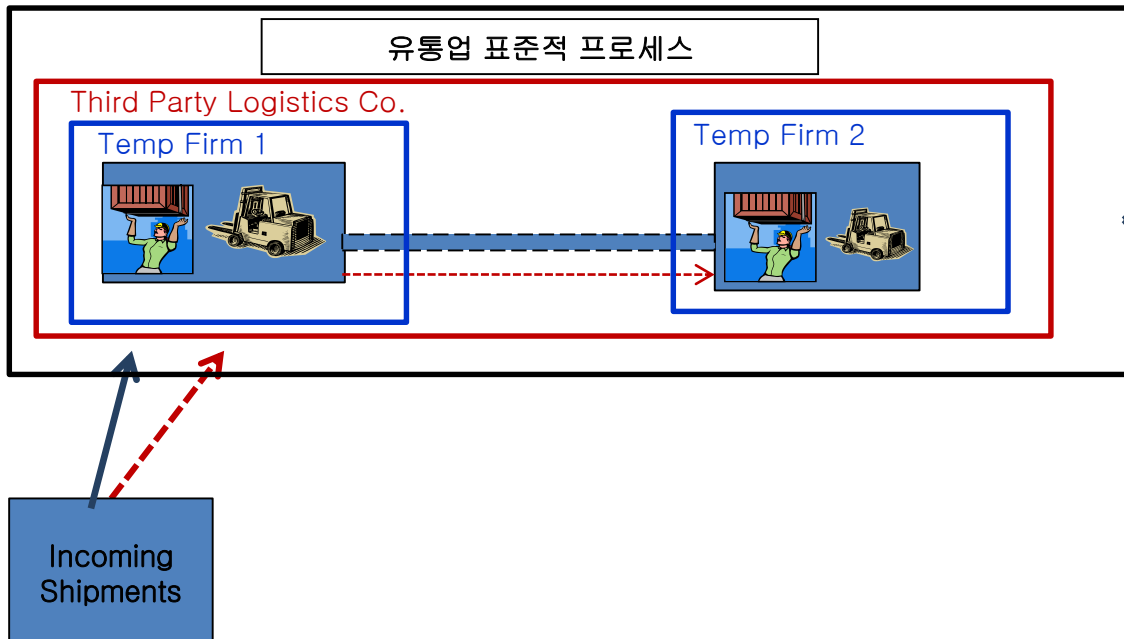 유통업 표준적 프로세스
Third Party Logistics Co.
Temp Firm 1
Temp Firm 2
Incoming
Shipments